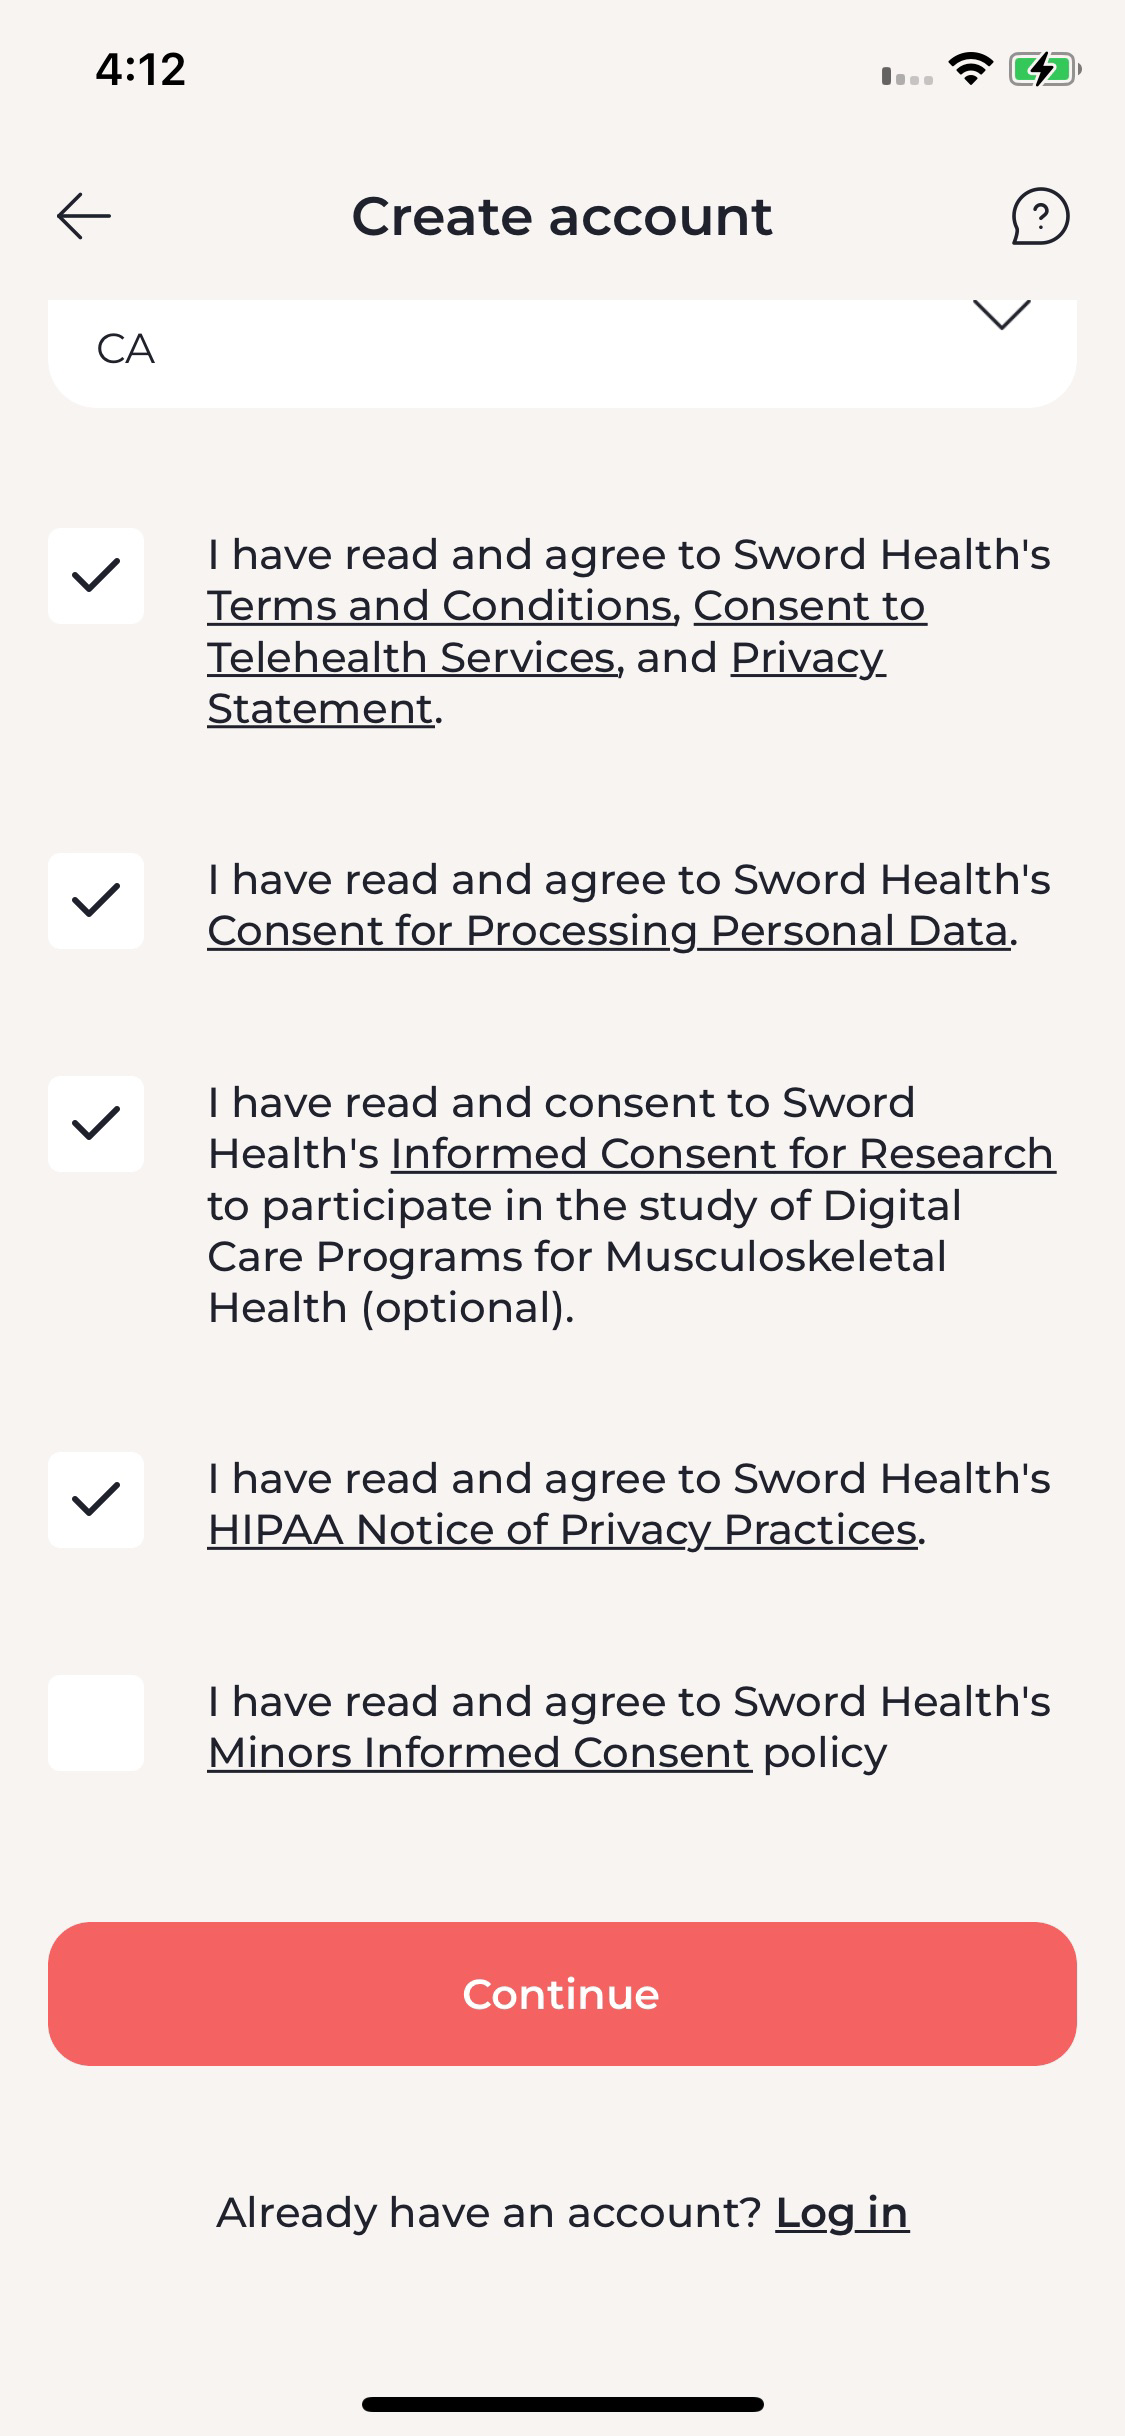 4:12
Create account
CA
I have read and agree to Sword Health's
Terms and Conditions, Consent to
Telehealth Services, and Privacy
Statement.
I have read and agree to Sword Health's
Consent for Processing Personal Data.
I have read and consent to Sword
Health's Informed Consent for Research
to participate in the study of Digital
Care Programs for Musculoskeletal
Health (optional).
I have read and agree to Sword Health's
HIPAA Notice of Privacy Practices.
I have read and agree to Sword Health's
Minors Informed Consent policy
Continue
Already have an account? Log in